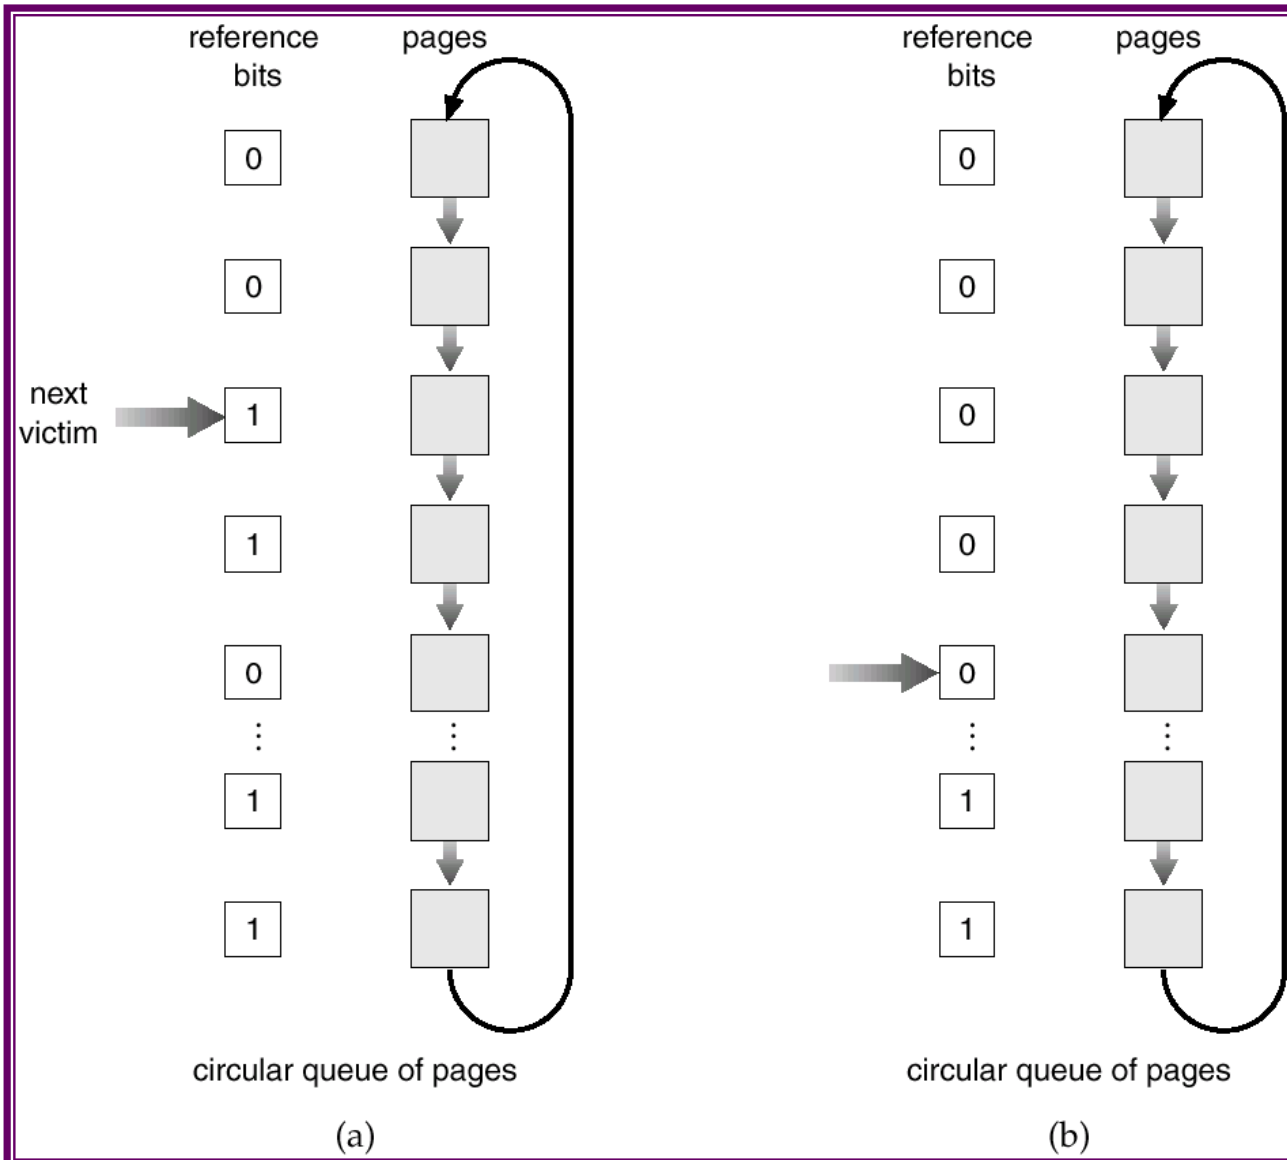 reference bits
pages
0
0
next victim
1
1
0
⋮
⋮
1
1
circular queue of pages
(a)
reference bits
pages
0
0
0
0
0
⋮
⋮
1
1
circular queue of pages
(b)